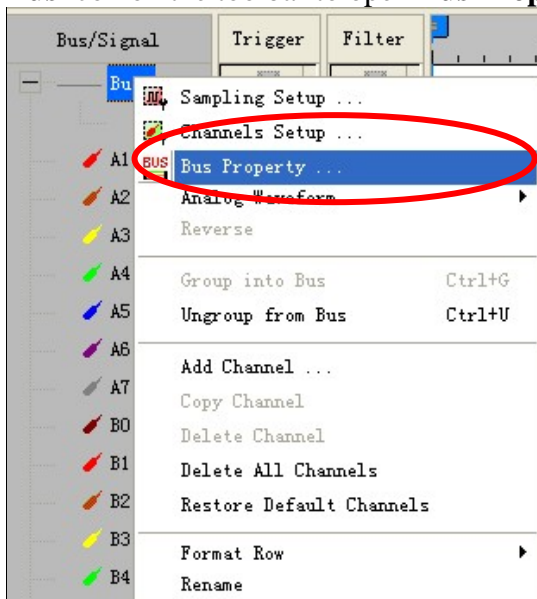 Bus/Signal Trigger Filter
Bu
Sampling Setup ...
Channels Setup ...
A1 BUS Bus Property ...
A2 Analog Waveform
A3 Reverse
A4 Group into Bus Ctrl+G
A5 Ungroup from Bus Ctrl+U
A6
Add Channel ...
A7 Copy Channel
B0 Delete Channel
B1 Delete All Channels
B2 Restore Default Channels
B3 Format Row
B4 Rename